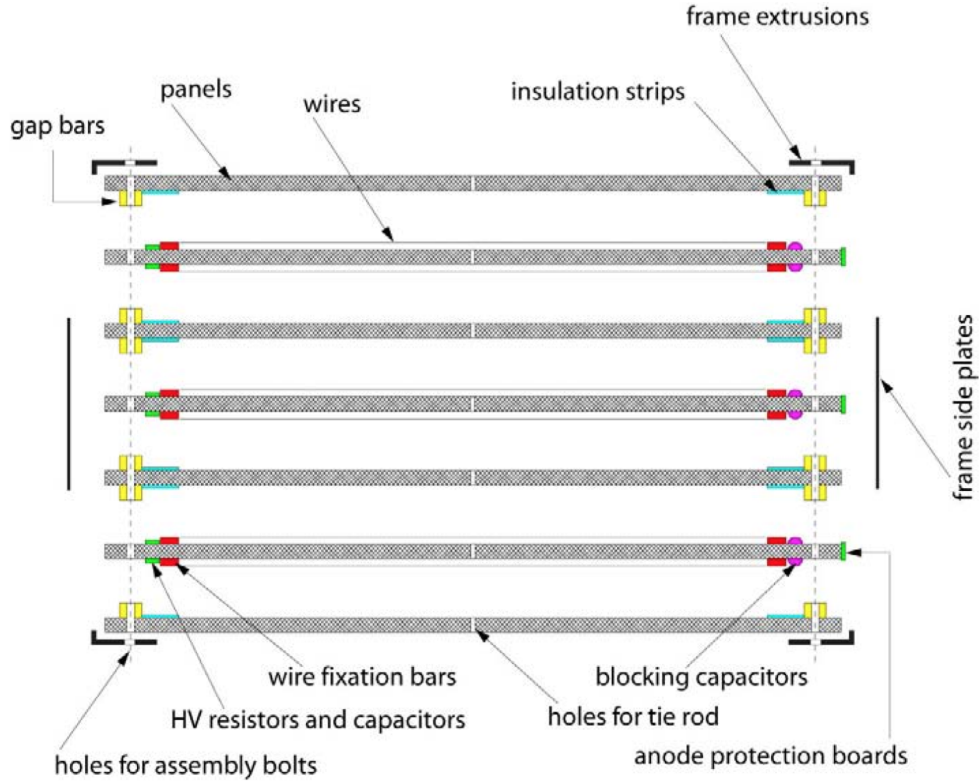 frame extrusions
panels
wires
insulation strips
gap bars
frame side plates
wire fixation bars
blocking capacitors
HV resistors and capacitors
holes for tie rod
anode protection boards
holes for assembly bolts